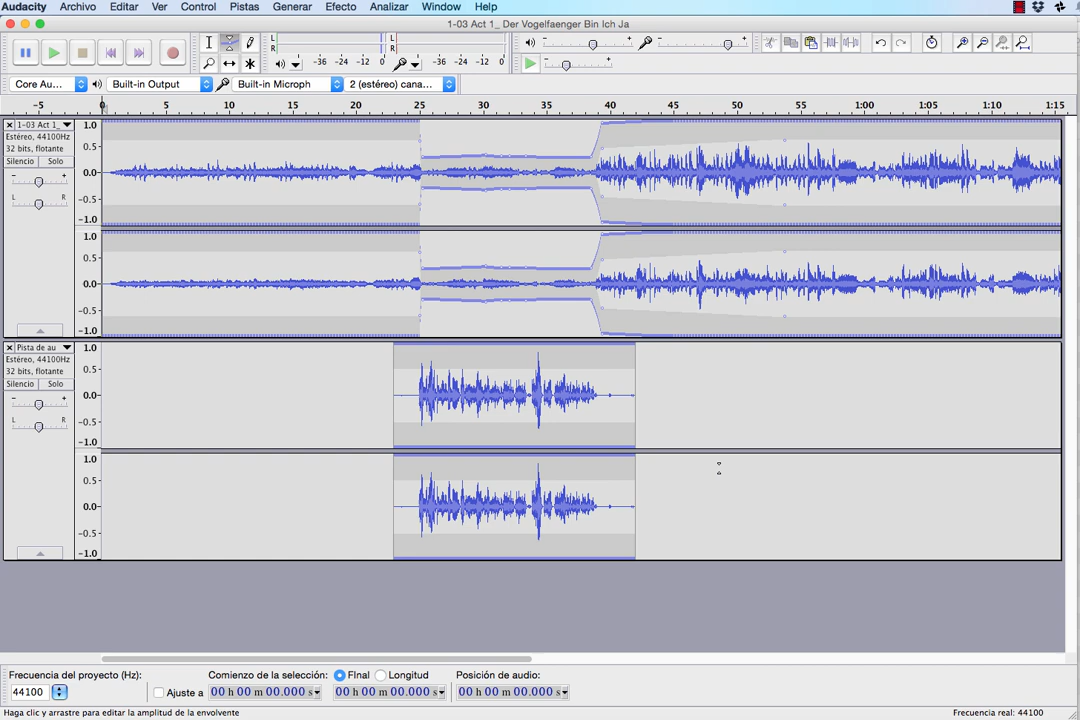 Audacity Archivo Editar Ver Control Pistas Generar Efecto Analizar Window Help
1-03 Act 1_ Der Vogelfaenger Bin Ich Ja
L R -36 -24 -12 0 L R -36 -24 -12 0
Core Au... Built-in Output Built-in Microph 2 (estéreo) cana...
-5 0 5 10 15 20 25 30 35 40 45 50 55 1:00 1:05 1:10 1:15
1-03 Act 1_
Estéreo, 44100Hz
32 bits, flotante
Silencio Solo
- +
L R
1.0
0.5-
0.0-
-0.5-
-1.0
1.0
0.5-
0.0-
-0.5-
-1.0
Pista de au
Estéreo, 44100Hz
32 bits, flotante
Silencio Solo
- +
L R
1.0
0.5-
0.0-
-0.5-
-1.0
1.0
0.5-
0.0-
-0.5-
-1.0
Frecuencia del proyecto (Hz): Comienzo de la selección: FInal Longitud Posición de audio:
44100 Ajuste a 00 h 00 m 00.000 s 00 h 00 m 00.000 s 00 h 00 m 00.000 s
Haga clic y arrastre para editar la amplitud de la envolvente Frecuencia real: 44100